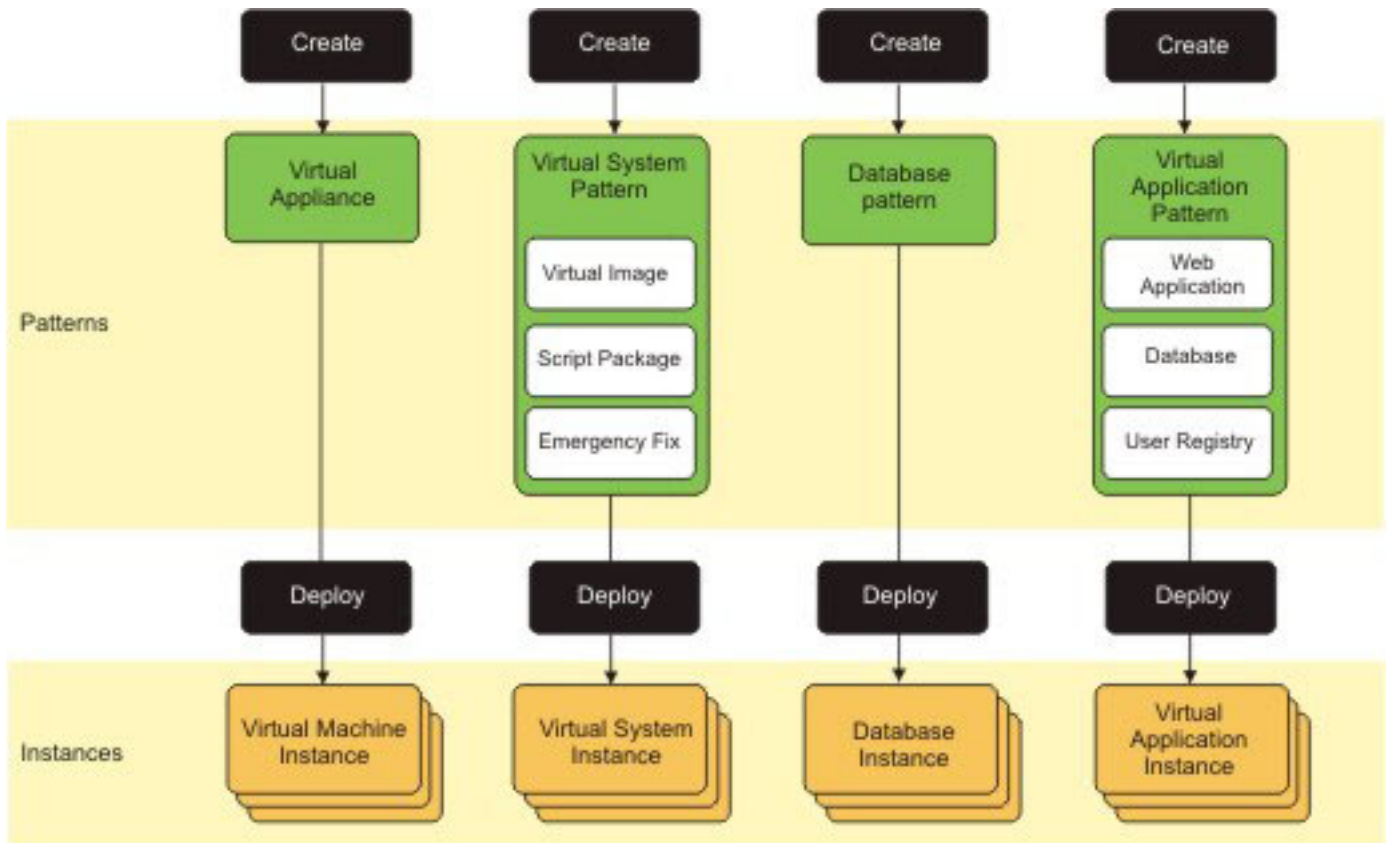 Create
Create
Create
Create
Virtual
Appliance
Virtual System
Pattern
Virtual Image
Script Package
Emergency Fix
Database
pattern
Virtual
Application
Pattern
Web
Application
Database
User Registry
Patterns
Deploy
Deploy
Deploy
Deploy
Instances
Virtual Machine
Instance
Virtual System
Instance
Database
Instance
Virtual
Application
Instance